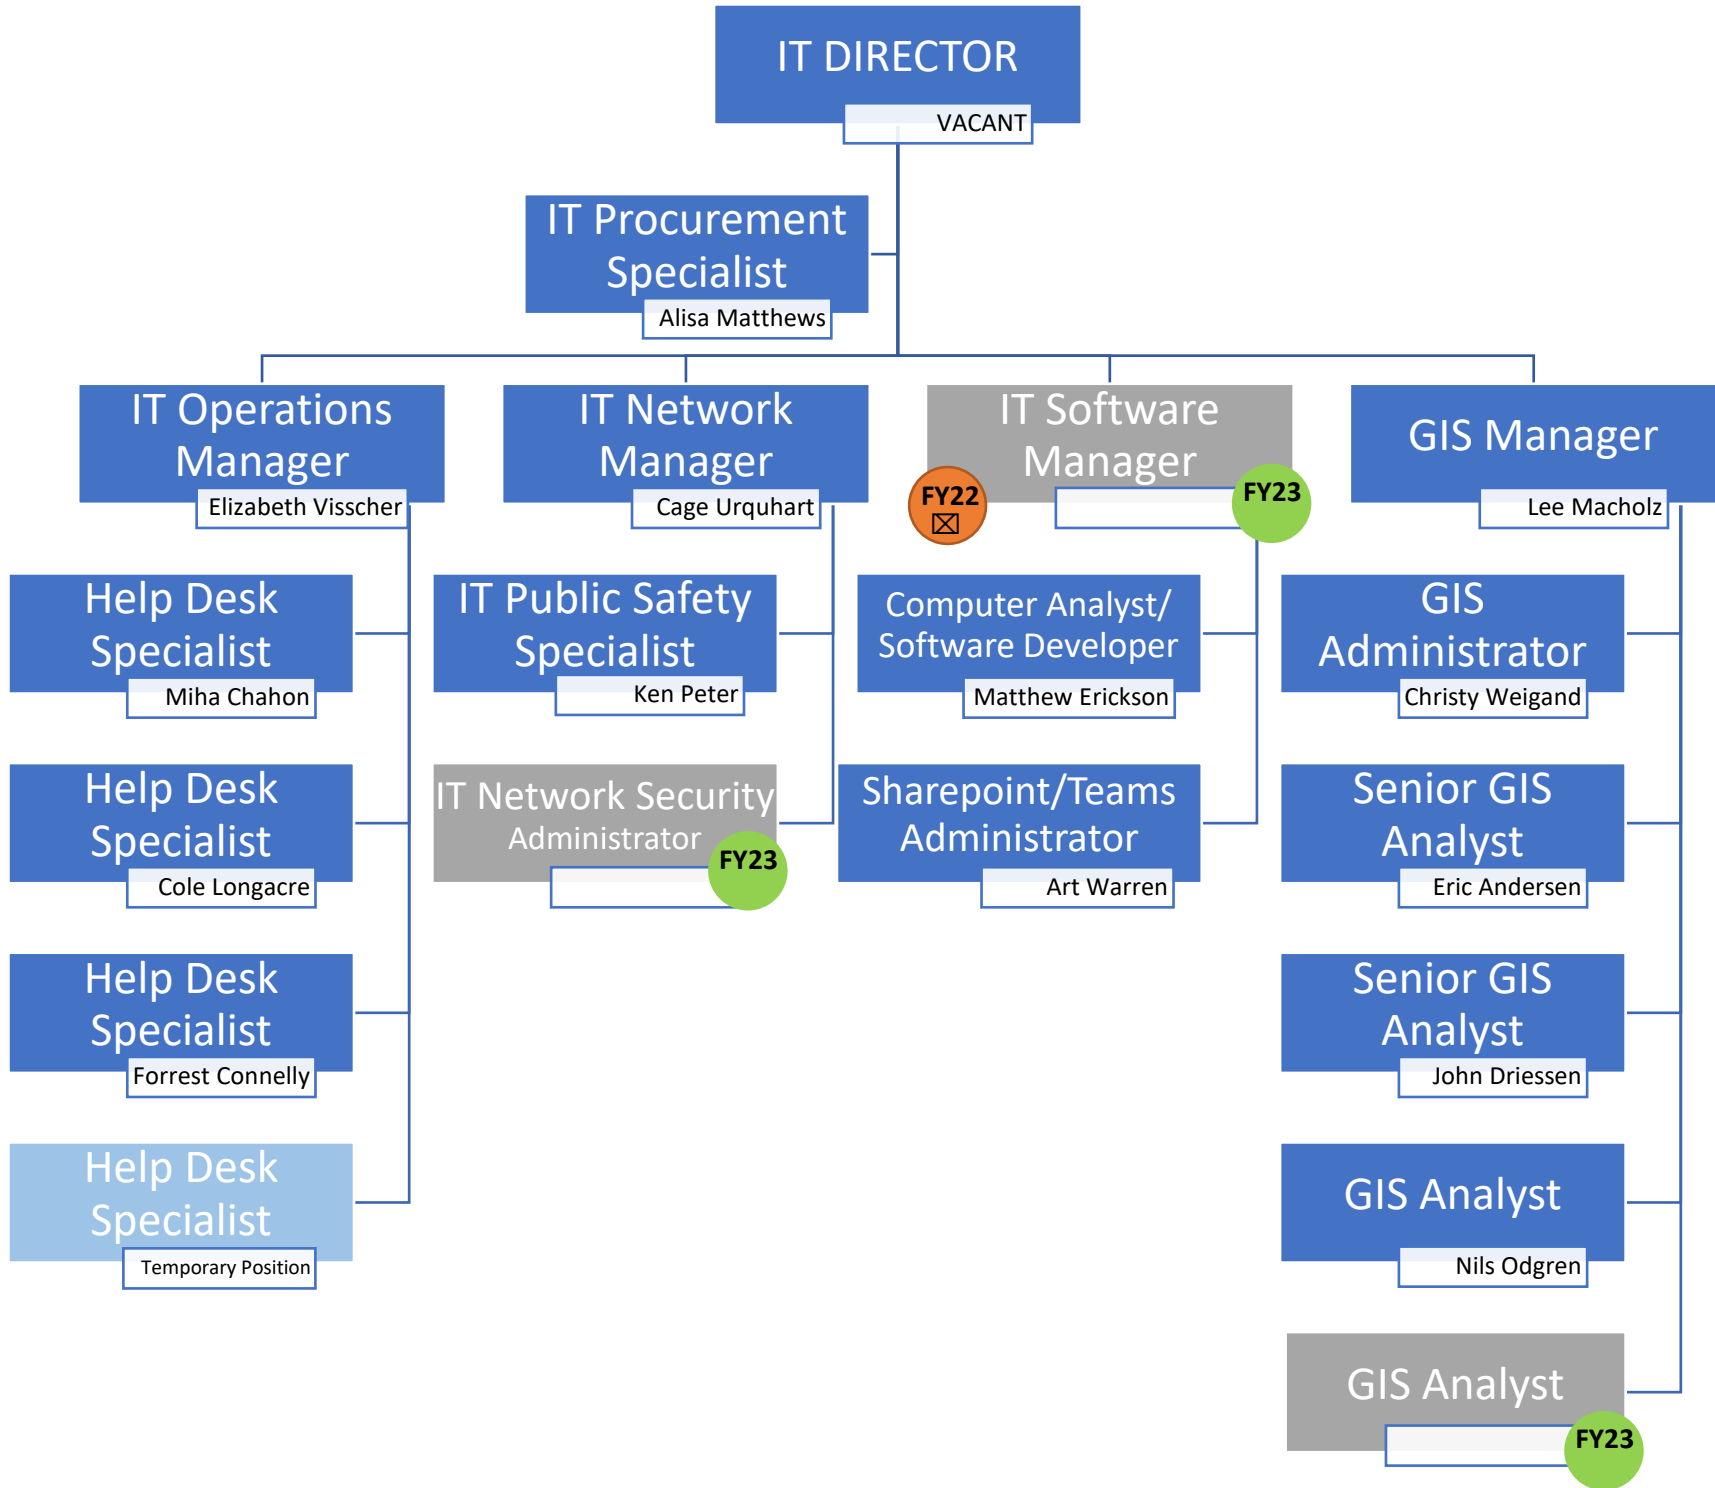 IT DIRECTOR
VACANT
IT Procurement
Specialist
Alisa Matthews
IT Operations
Manager
Elizabeth Visscher
IT Network
Manager
Cage Urquhart
IT Software
Manager
FY22
☒
FY23
GIS Manager
Lee Macholz
Help Desk
Specialist
Miha Chahon
IT Public Safety
Specialist
Ken Peter
Computer Analyst/
Software Developer
Matthew Erickson
GIS
Administrator
Christy Weigand
Help Desk
Specialist
Cole Longacre
IT Network Security
Administrator
FY23
Sharepoint/Teams
Administrator
Art Warren
Senior GIS
Analyst
Eric Andersen
Help Desk
Specialist
Forrest Connelly
Senior GIS
Analyst
John Driessen
Help Desk
Specialist
Temporary Position
GIS Analyst
Nils Odgren
GIS Analyst
FY23